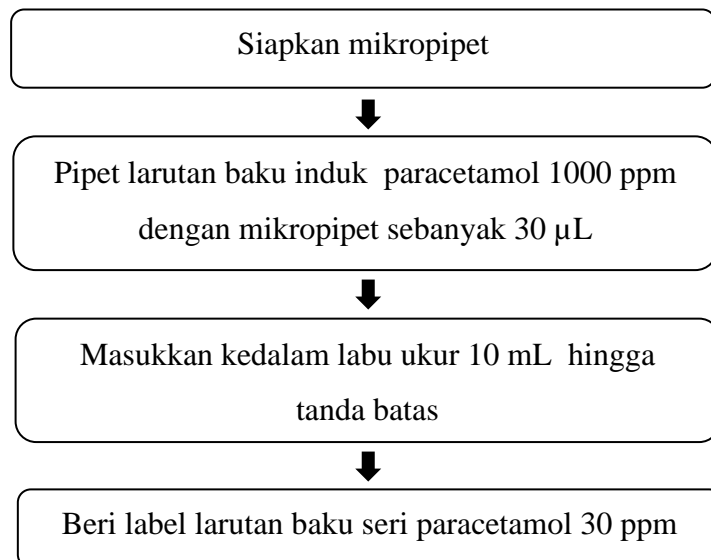 Siapkan mikropipet
Pipet larutan baku induk paracetamol 1000 ppm
dengan mikropipet sebanyak 30 µL
Masukkan kedalam labu ukur 10 mL hingga
tanda batas
Beri label larutan baku seri paracetamol 30 ppm